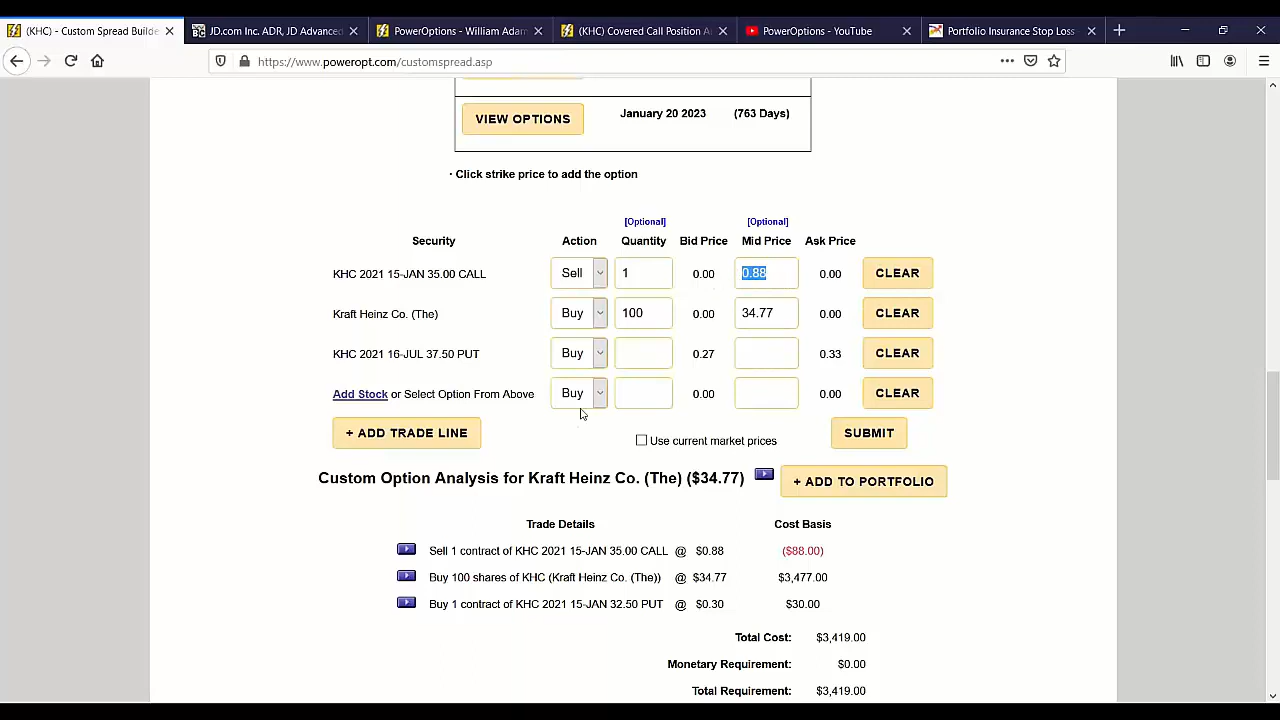 (KHC) - Custom Spread Builde
JD.com Inc. ADR, JD Advanced
PowerOptions - William Adam
(KHC) Covered Call Position A
PowerOptions - YouTube
Portfolio Insurance Stop Loss
https://www.poweropt.com/customspread.asp
VIEW OPTIONS January 20 2023 (763 Days)
· Click strike price to add the option
[Optional] [Optional]
Security Action Quantity Bid Price Mid Price Ask Price
KHC 2021 15-JAN 35.00 CALL Sell 1 0.00 0.88 0.00 CLEAR
Kraft Heinz Co. (The) Buy 100 0.00 34.77 0.00 CLEAR
KHC 2021 16-JUL 37.50 PUT Buy 0.27 0.33 CLEAR
Add Stock or Select Option From Above Buy 0.00 0.00 CLEAR
+ ADD TRADE LINE Use current market prices SUBMIT
Custom Option Analysis for Kraft Heinz Co. (The) ($34.77) + ADD TO PORTFOLIO
Trade Details Cost Basis
Sell 1 contract of KHC 2021 15-JAN 35.00 CALL @ $0.88 ($88.00)
Buy 100 shares of KHC (Kraft Heinz Co. (The)) @ $34.77 $3,477.00
Buy 1 contract of KHC 2021 15-JAN 32.50 PUT @ $0.30 $30.00
Total Cost: $3,419.00
Monetary Requirement: $0.00
Total Requirement: $3,419.00